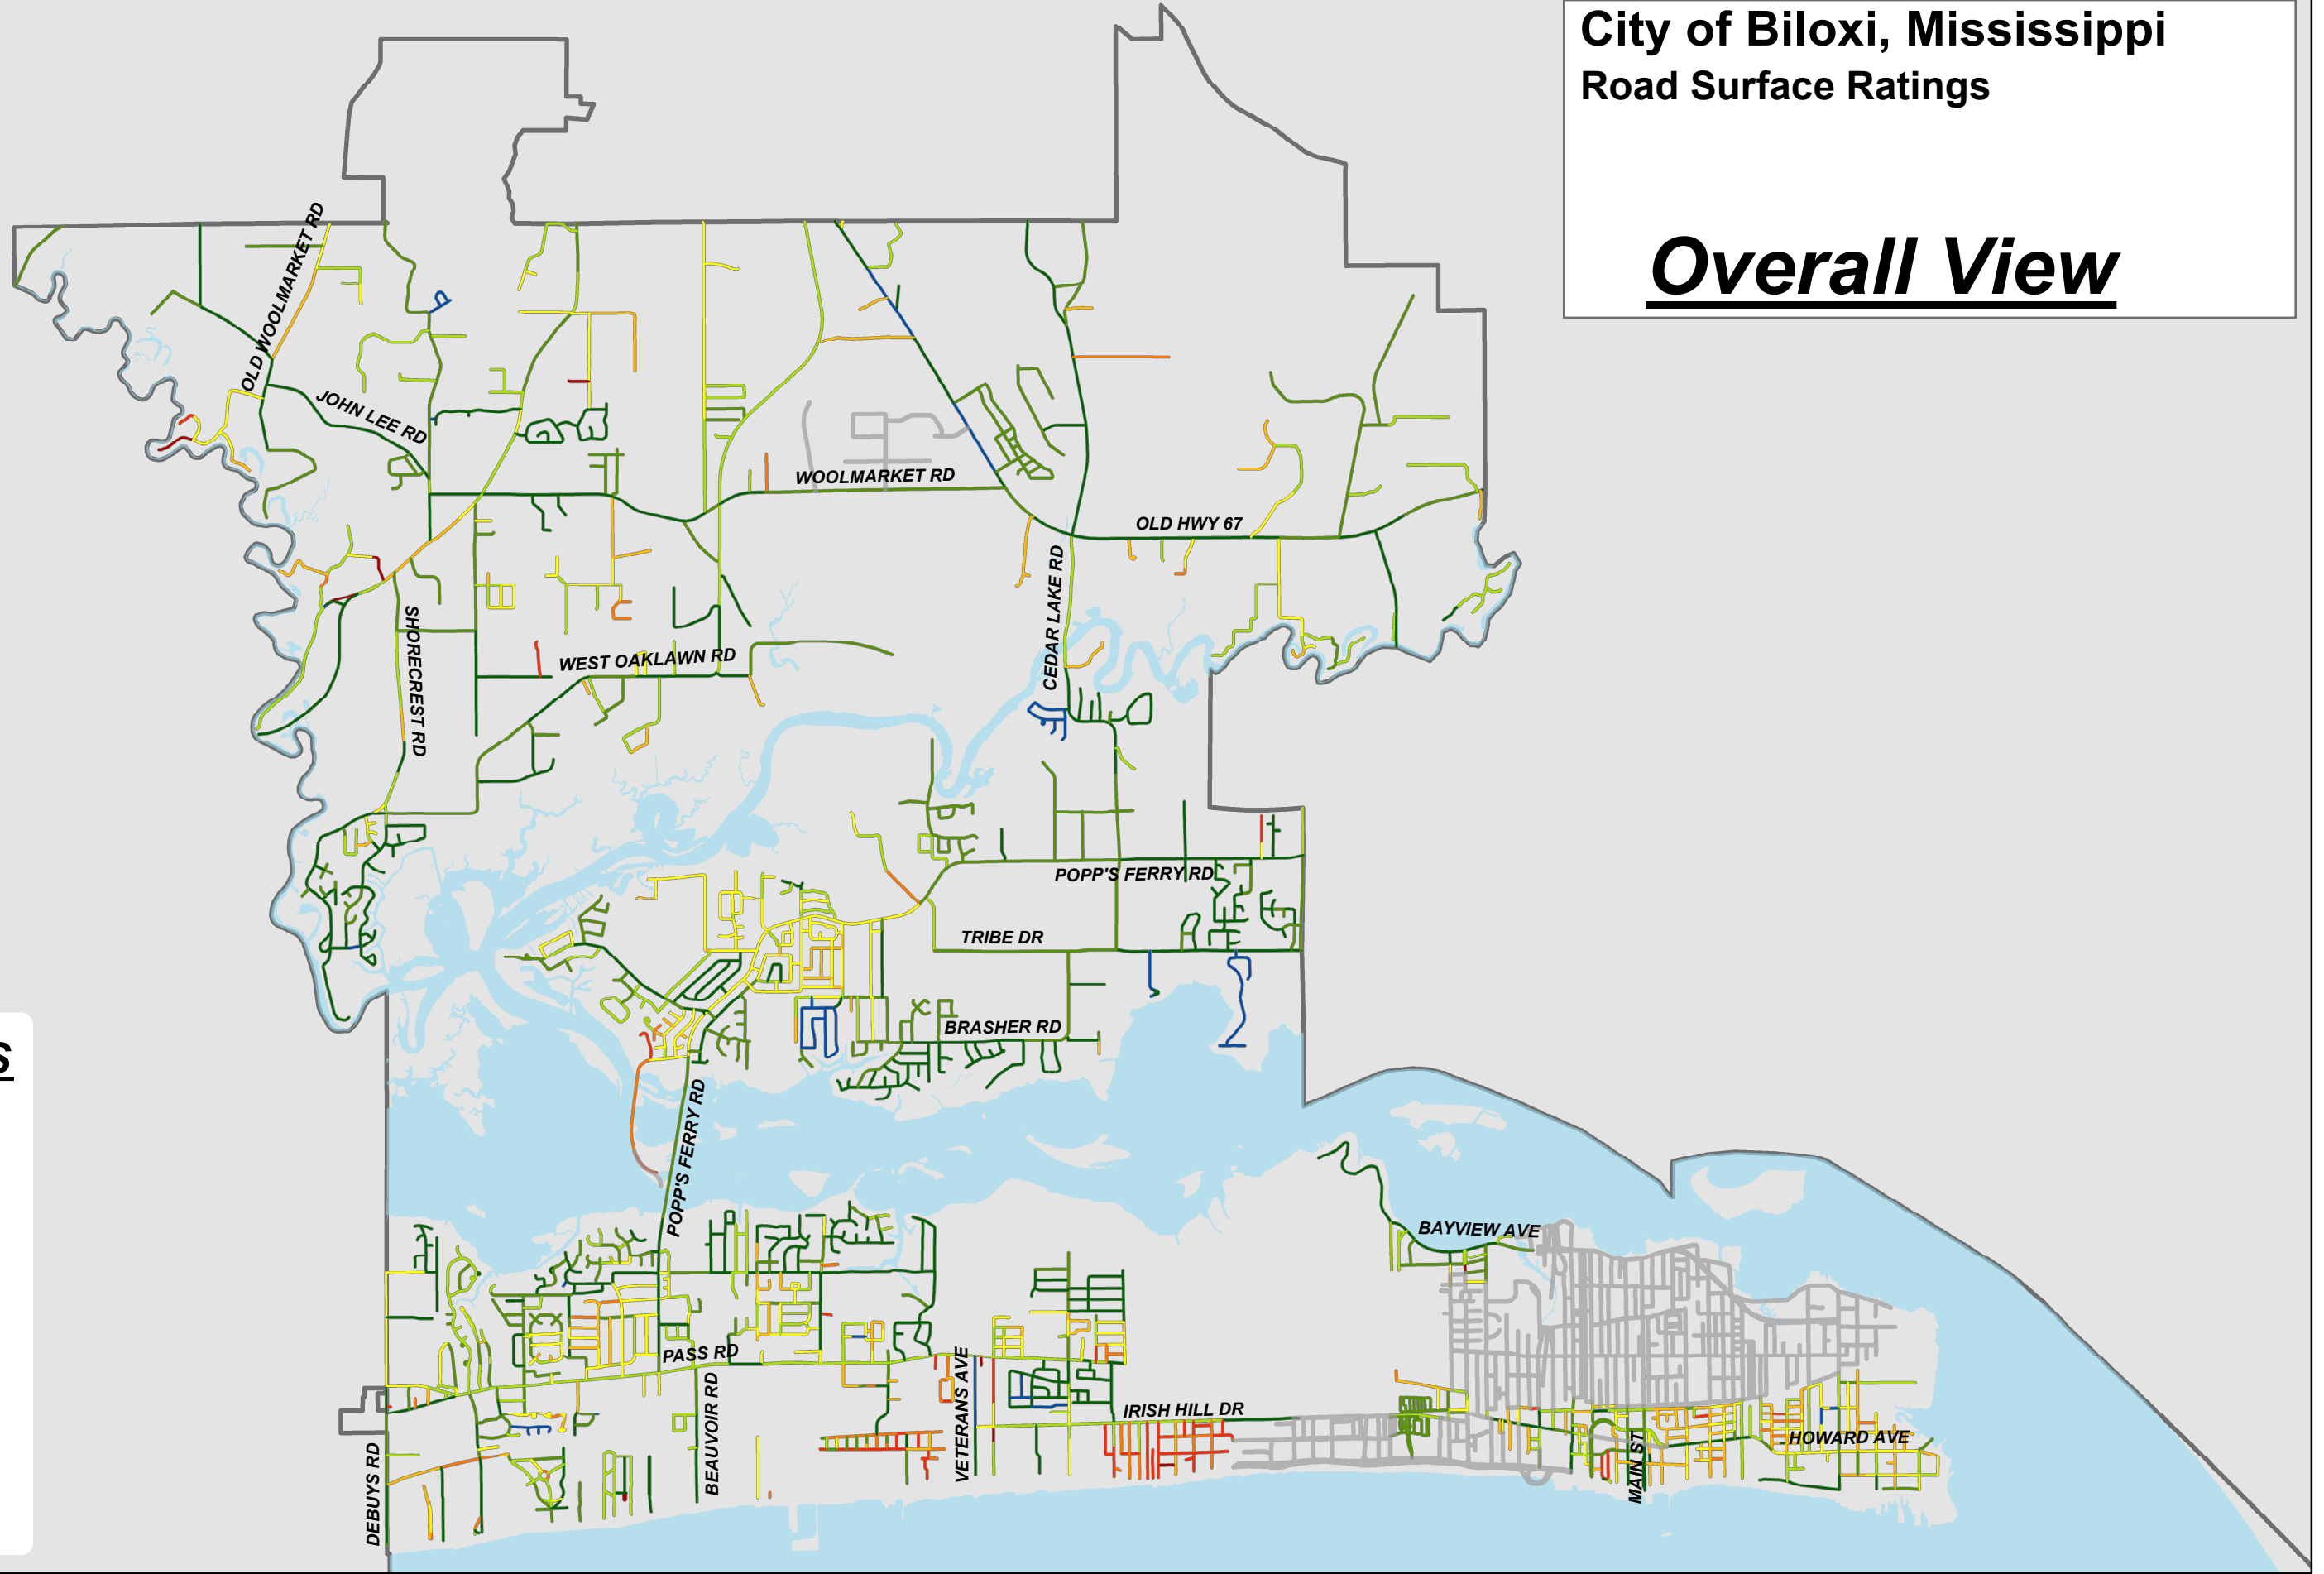 City of Biloxi, Mississippi
Road Surface Ratings
Overall View
OLD WOOLMARKET RD
JOHN LEE RD
WOOLMARKET RD
OLD HWY 67
CEDAR LAKE RD
SHORECREST RD
WEST OAKLAWN RD
POPP'S FERRY RD
TRIBE DR
S
BRASHER RD
POPP'S FERRY RD
BAYVIEW AVE
PASS RD
VETERANS AVE
BEAUVOIR RD
IRISH HILL DR
HOWARD AVE
MAIN ST
DEBUYS RD